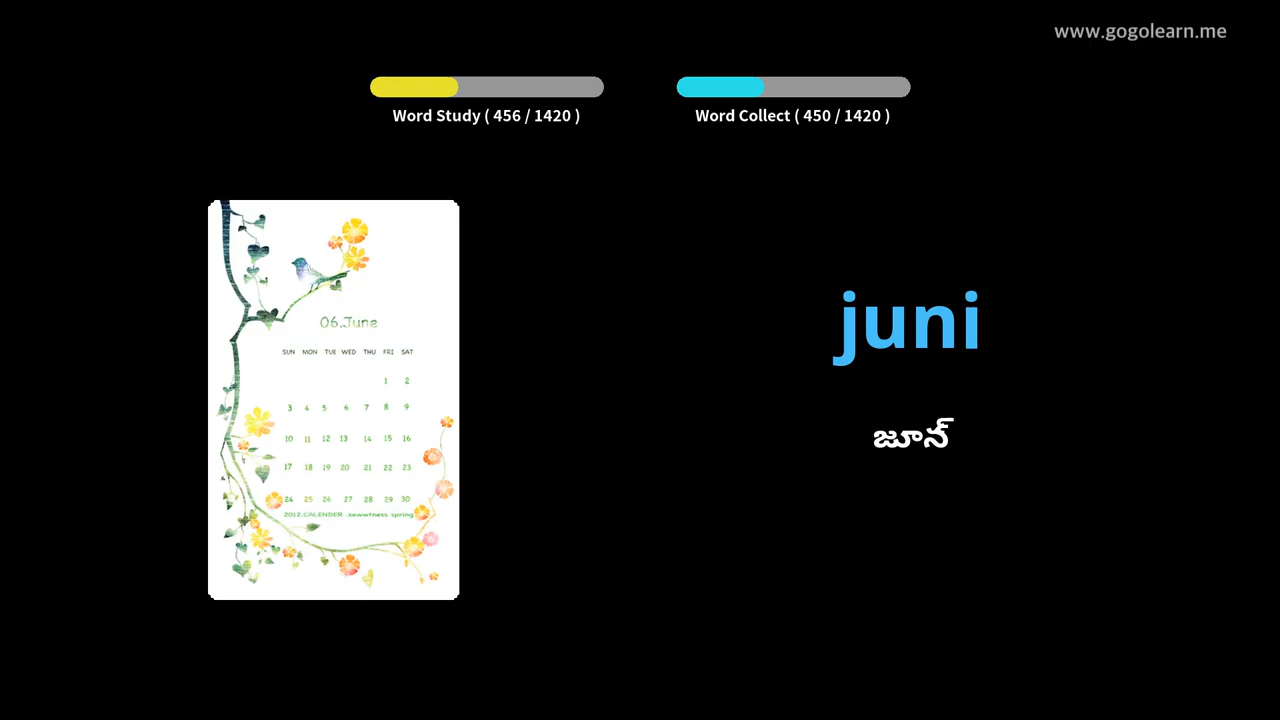 www.gogolearn.me
Word Study ( 456 / 1420 )
Word Collect ( 450 / 1420 )
06.June
SUN MON TUE WED THU FRI SAT
1 2
3 4 5 6 7 8 9
10 11 12 13 14 15 16
17 18 19 20 21 22 23
24 25 26 27 28 29 30
2012.CALENDER .sewwtness spring
juni
జూన్